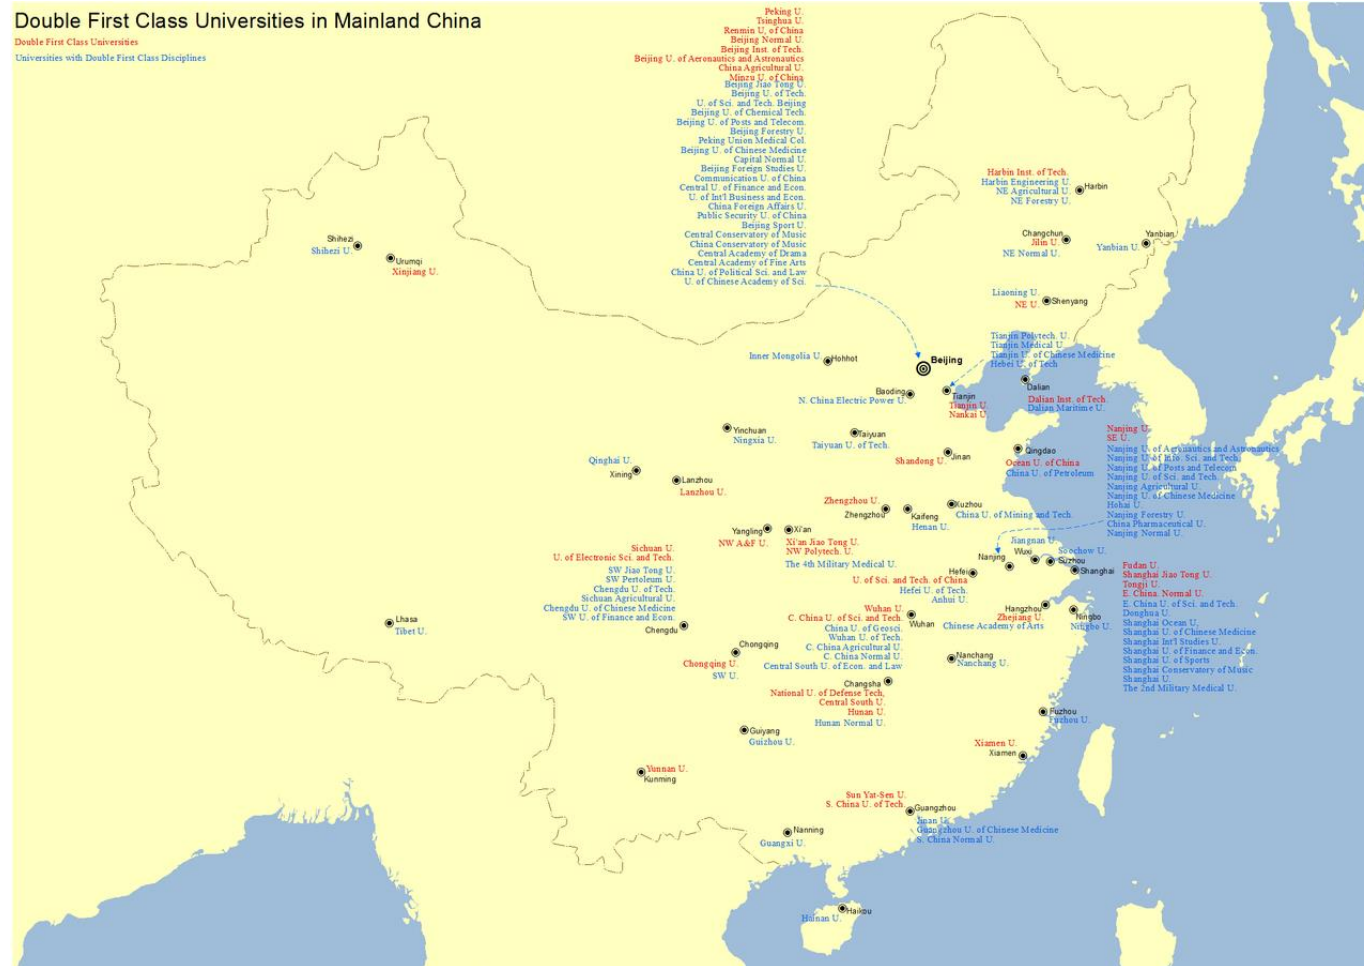 Double First Class Universities in Mainland China
Double First Class Universities
Universities with Double First Class Disciplines
Peking U.
Tsinghua U.
Renmin U, of China
Beijing Normal U.
Beijing Inst. of Tech.
Beijing U. of Aeronautics and Astronautics
China Agricultural U.
Minzu U. of China
Beijing Jiao Tong U.
Beijing U. of Tech.
U. of Sci. and Tech. Beijing
Beijing U. of Chemical Tech.
Beijing U. of Posts and Telecom.
Beijing Forestry U.
Peking Union Medical Col.
Beijing U. of Chinese Medicine
Capital Normal U.
Beijing Foreign Studies U.
Communication U. of China
Central U. of Finance and Econ.
U. of Int'l Business and Econ.
China Foreign Affairs U.
Public Security U. of China
Beijing Sport U.
Central Conservatory of Music
China Conservatory of Music
Central Academy of Drama
Central Academy of Fine Arts
China U. of Political Sci. and Law
U. of Chinese Academy of Sci.
Harbin Inst. of Tech.
Harbin Engineering U.
NE Agricultural U.
NE Forestry U.
Harbin
Changchun
Jilin U.
NE Normal U.
Yanbian
Yanbian U.
Shihezi
Shihezi U.
Urumqi
Xinjiang U.
Liaoning U.
NE U.
Shenyang
Tianjin Polytech. U.
Tianjin Medical U.
Tianjin U. of Chinese Medicine
Hebei U. of Tech
Inner Mongolia U.
Hohhot
Beijing
Baoding
N. China Electric Power U.
Tianjin
Tianjin U.
Nankai U.
Dalian
Dalian Inst. of Tech.
Dalian Maritime U.
Yinchuan
Ningxia U.
Taiyuan
Taiyuan U. of Tech.
Shandong U.
Jinan
Qingdao
Ocean U. of China
China U. of Petroleum
Nanjing U.
SE U.
Nanjing U. of Aeronautics and Astronautics
Nanjing U. of Info. Sci. and Tech.
Nanjing U. of Posts and Telecom
Nanjing U. of Sci. and Tech.
Nanjing Agricultural U.
Nanjing U. of Chinese Medicine
Hohai U.
Nanjing Forestry U.
China Pharmaceutical U.
Nanjing Normal U.
Qinghai U.
Xining
Lanzhou
Lanzhou U.
Zhengzhou U.
Zhengzhou
Kaifeng
Henan U.
Xuzhou
China U. of Mining and Tech.
Yangling
NW A&F U.
Xi'an
Xi'an Jiao Tong U.
NW Polytech. U.
The 4th Military Medical U.
Jiangnan U.
Nanjing
Wuxi
Soochow U.
Suzhou
Shanghai
Hefei
U. of Sci. and Tech. of China
Hefei U. of Tech.
Anhui U.
Fudan U.
Shanghai Jiao Tong U.
Tongji U.
E. China. Normal U.
E. China U. of Sci. and Tech.
Donghua U.
Shanghai Ocean U,
Shanghai U. of Chinese Medicine
Shanghai Int'l Studies U.
Shanghai U. of Finance and Econ.
Shanghai U. of Sports
Shanghai Conservatory of Music
Shanghai U.
The 2nd Military Medical U.
Sichuan U.
U. of Electronic Sci. and Tech.
SW Jiao Tong U.
SW Pertoleum U.
Chengdu U. of Tech.
Sichuan Agricultural U.
Chengdu U. of Chinese Medicine
SW U. of Finance and Econ.
Chengdu
Lhasa
Tibet U.
Wuhan U.
C. China U. of Sci. and Tech.
China U. of Geosci.
Wuhan U. of Tech.
C. China Agricultural U.
C. China Normal U.
Central South U. of Econ. and Law
Wuhan
Hangzhou
Zhejiang U.
Chinese Academy of Arts
Ningbo
Ningbo U.
Chongqing
Chongqing U.
SW U.
Nanchang
Nanchang U.
Changsha
National U. of Defense Tech,
Central South U.
Hunan U.
Hunan Normal U.
Guiyang
Guizhou U.
Fuzhou
Fuzhou U.
Xiamen U.
Xiamen
Yunnan U.
Kunming
Sun Yat-Sen U.
S. China U. of Tech.
Guangzhou
Jinan U.
Guangzhou U. of Chinese Medicine
S. China Normal U.
Nanning
Guangxi U.
Haikou
Hainan U.